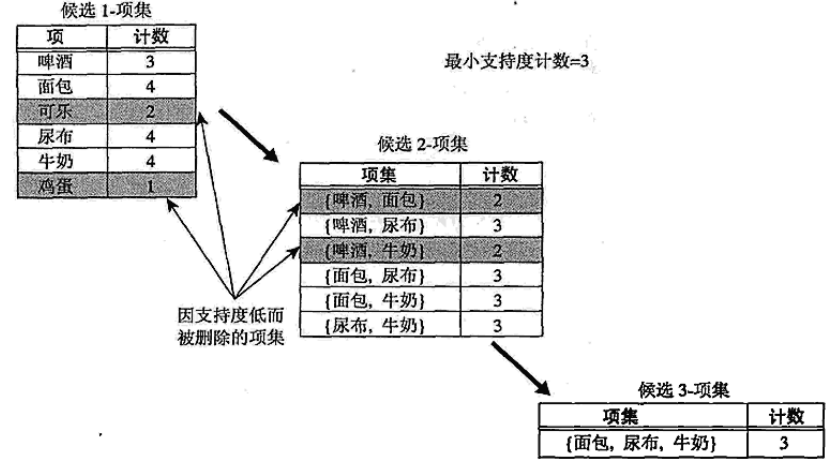 候选 1-项集
项 计数
啤酒 3
面包 4
可乐 2
尿布 4
牛奶 4
鸡蛋 1
最小支持度计数=3
候选 2-项集
项集 计数
{啤酒, 面包} 2
{啤酒, 尿布} 3
{啤酒, 牛奶} 2
{面包, 尿布} 3
{面包, 牛奶} 3
{尿布, 牛奶} 3
因支持度低而
被删除的项集
候选 3-项集
项集 计数
{面包, 尿布, 牛奶} 3